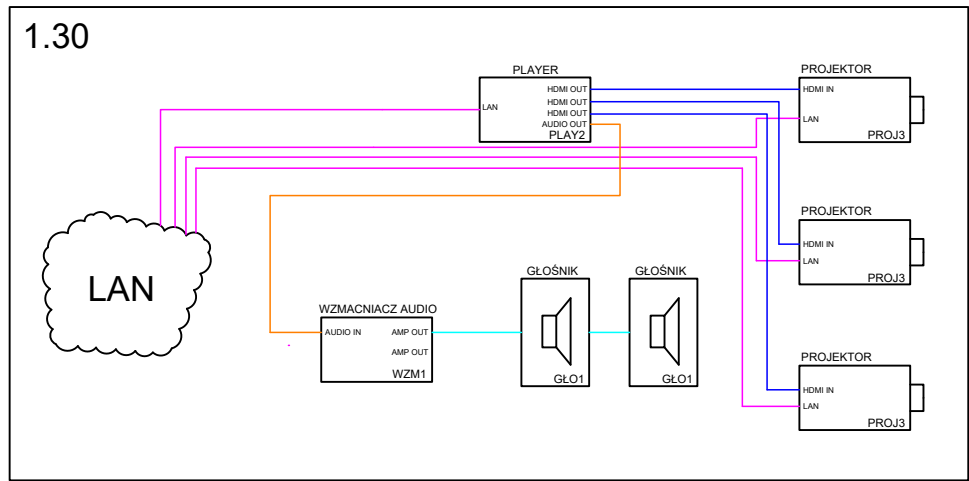 1.30
PLAYER
LAN
HDMI OUT
HDMI OUT
HDMI OUT
AUDIO OUT
PLAY2
PROJEKTOR
HDMI IN
LAN
PROJ3
PROJEKTOR
HDMI IN
LAN
PROJ3
LAN
WZMACNIACZ AUDIO
AUDIO IN
AMP OUT
AMP OUT
WZM1
GŁOŚNIK
GŁO1
GŁOŚNIK
GŁO1
PROJEKTOR
HDMI IN
LAN
PROJ3